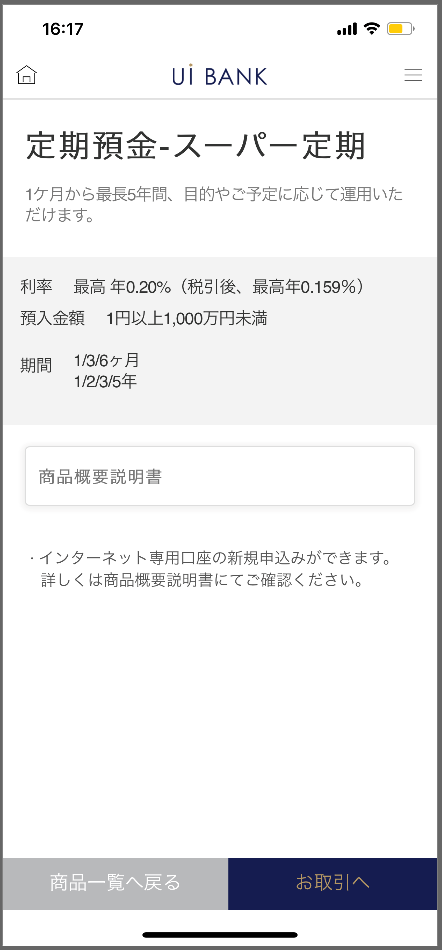 16:17
UI BANK
定期預金-スーパー定期
1ケ月から最長5年間、目的やご予定に応じて運用いた
だけます。
利率 最高 年0.20%（税引後、最高年0.159%）
預入金額 1円以上1,000万円未満
期間 1/3/6ヶ月
1/2/3/5年
商品概要説明書
・インターネット専用口座の新規申込みができます。
詳しくは商品概要説明書にてご確認ください。
商品一覧へ戻る お取引へ